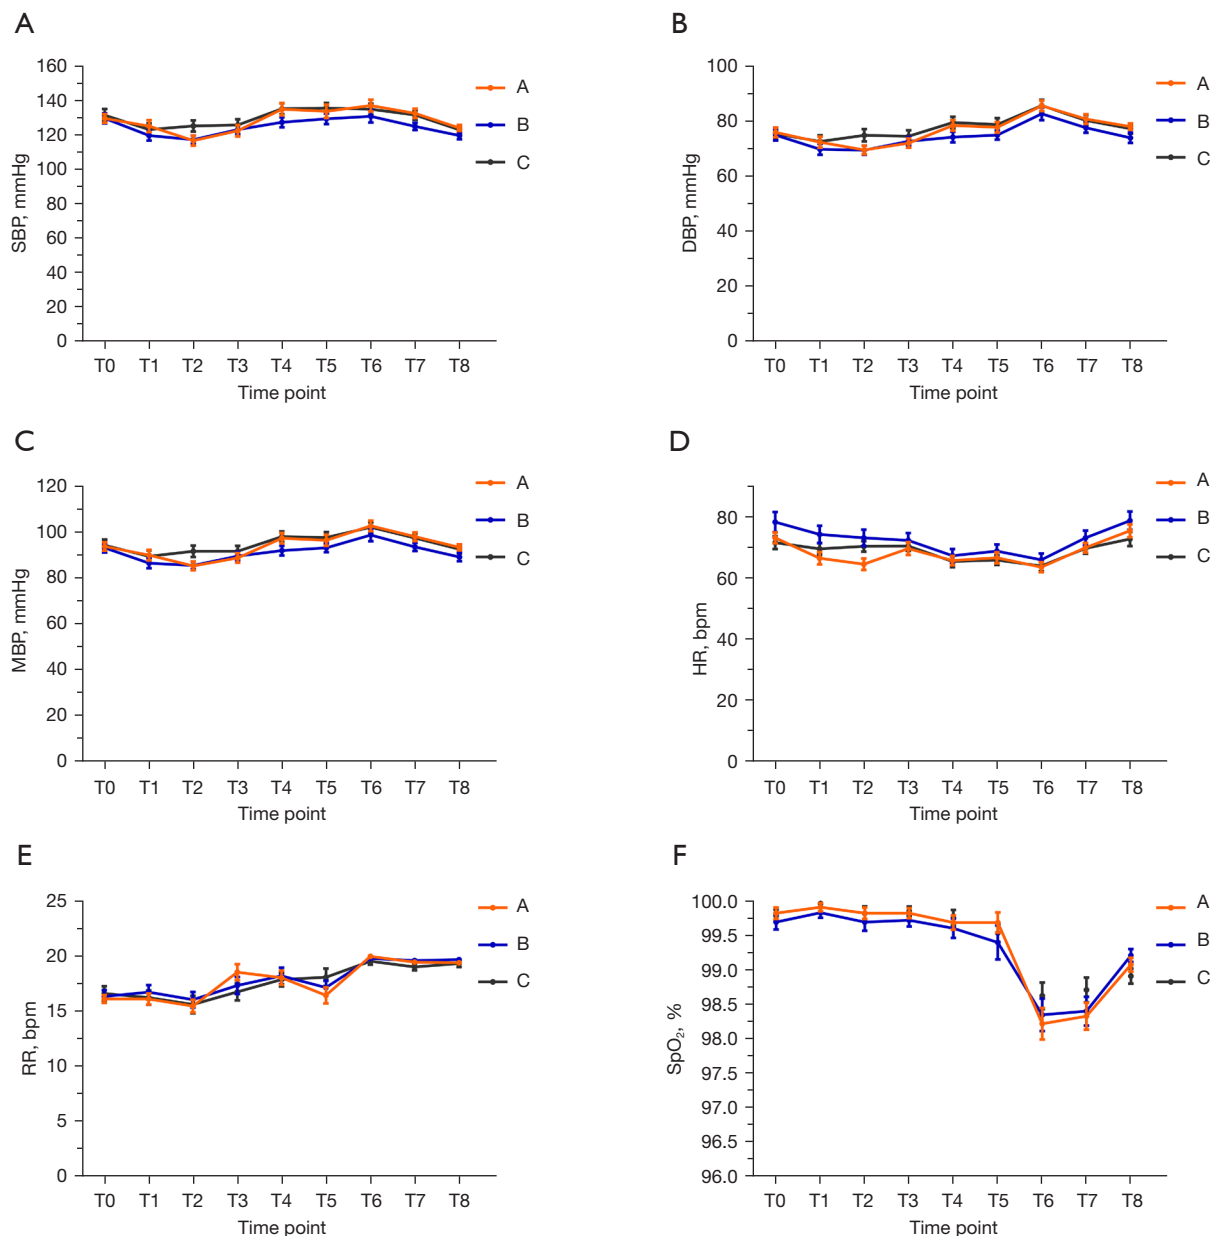 A
160
140
120
100
80
60
40
20
0
SBP, mmHg
T0 T1 T2 T3 T4 T5 T6 T7 T8
Time point
A
B
C
B
100
80
60
40
20
0
DBP, mmHg
T0 T1 T2 T3 T4 T5 T6 T7 T8
Time point
A
B
C
C
120
100
80
60
40
20
0
MBP, mmHg
T0 T1 T2 T3 T4 T5 T6 T7 T8
Time point
A
B
C
D
80
60
40
20
0
HR, bpm
T0 T1 T2 T3 T4 T5 T6 T7 T8
Time point
A
B
C
E
25
20
15
10
5
0
RR, bpm
T0 T1 T2 T3 T4 T5 T6 T7 T8
Time point
A
B
C
F
100.0
99.5
99.0
98.5
98.0
97.5
97.0
96.5
96.0
SpO₂, %
T0 T1 T2 T3 T4 T5 T6 T7 T8
Time point
A
B
C